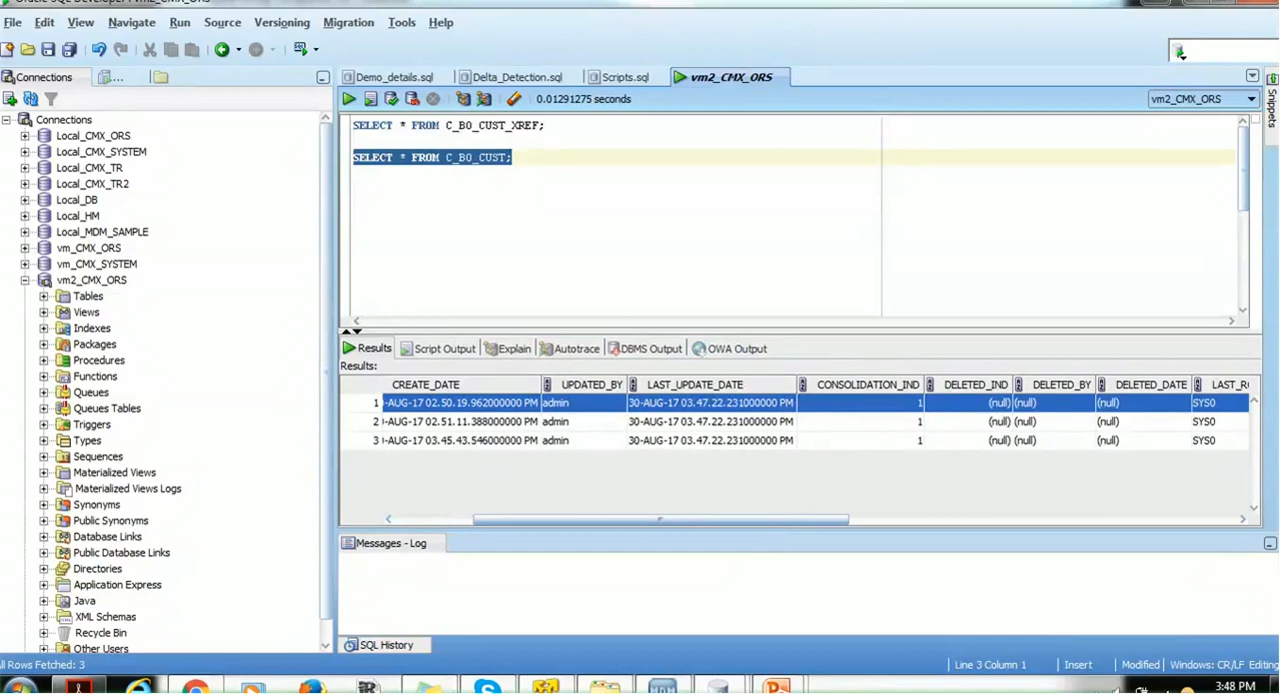 Oracle SQL Developer : vm2_CMX_ORS
File Edit View Navigate Run Source Versioning Migration Tools Help
Connections ...
Demo_details.sql Delta_Detection.sql Scripts.sql vm2_CMX_ORS
0.01291275 seconds
vm2_CMX_ORS
Snippets
Connections
Local_CMX_ORS
Local_CMX_SYSTEM
Local_CMX_TR
Local_CMX_TR2
Local_DB
Local_HM
Local_MDM_SAMPLE
vm_CMX_ORS
vm_CMX_SYSTEM
vm2_CMX_ORS
Tables
Views
Indexes
Packages
Procedures
Functions
Queues
Queues Tables
Triggers
Types
Sequences
Materialized Views
Materialized Views Logs
Synonyms
Public Synonyms
Database Links
Public Database Links
Directories
Application Express
Java
XML Schemas
Recycle Bin
Other Users
SELECT * FROM C_BO_CUST_XREF;
SELECT * FROM C_BO_CUST;
Results Script Output Explain Autotrace DBMS Output OWA Output
Results:
CREATE_DATE UPDATED_BY LAST_UPDATE_DATE CONSOLIDATION_IND DELETED_IND DELETED_BY DELETED_DATE LAST_R
1 -AUG-17 02.50.19.962000000 PM admin 30-AUG-17 03.47.22.231000000 PM 1 (null) (null) (null) SYS0
2 -AUG-17 02.51.11.388000000 PM admin 30-AUG-17 03.47.22.231000000 PM 1 (null) (null) (null) SYS0
3 -AUG-17 03.45.43.546000000 PM admin 30-AUG-17 03.47.22.231000000 PM 1 (null) (null) (null) SYS0
Messages - Log
SQL History
All Rows Fetched: 3
Line 3 Column 1 Insert Modified Windows: CR/LF Editing
3:48 PM